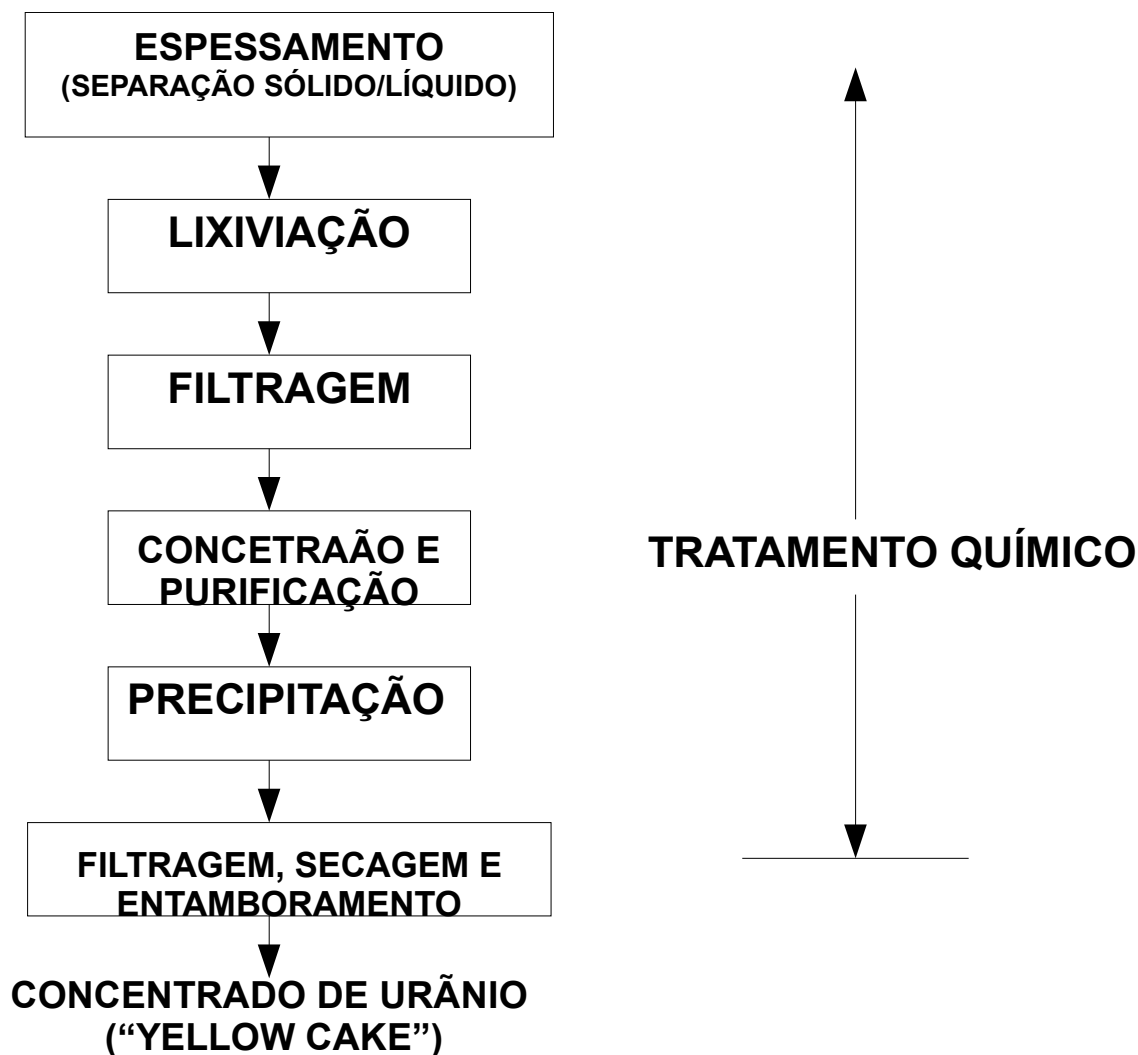 ESPESSAMENTO
(SEPARAÇÃO SÓLIDO/LÍQUIDO)
LIXIVIAÇÃO
FILTRAGEM
CONCETRAÃO E
PURIFICAÇÃO
TRATAMENTO QUÍMICO
PRECIPITAÇÃO
FILTRAGEM, SECAGEM E
ENTAMBORAMENTO
CONCENTRADO DE URÃNIO
(“YELLOW CAKE”)